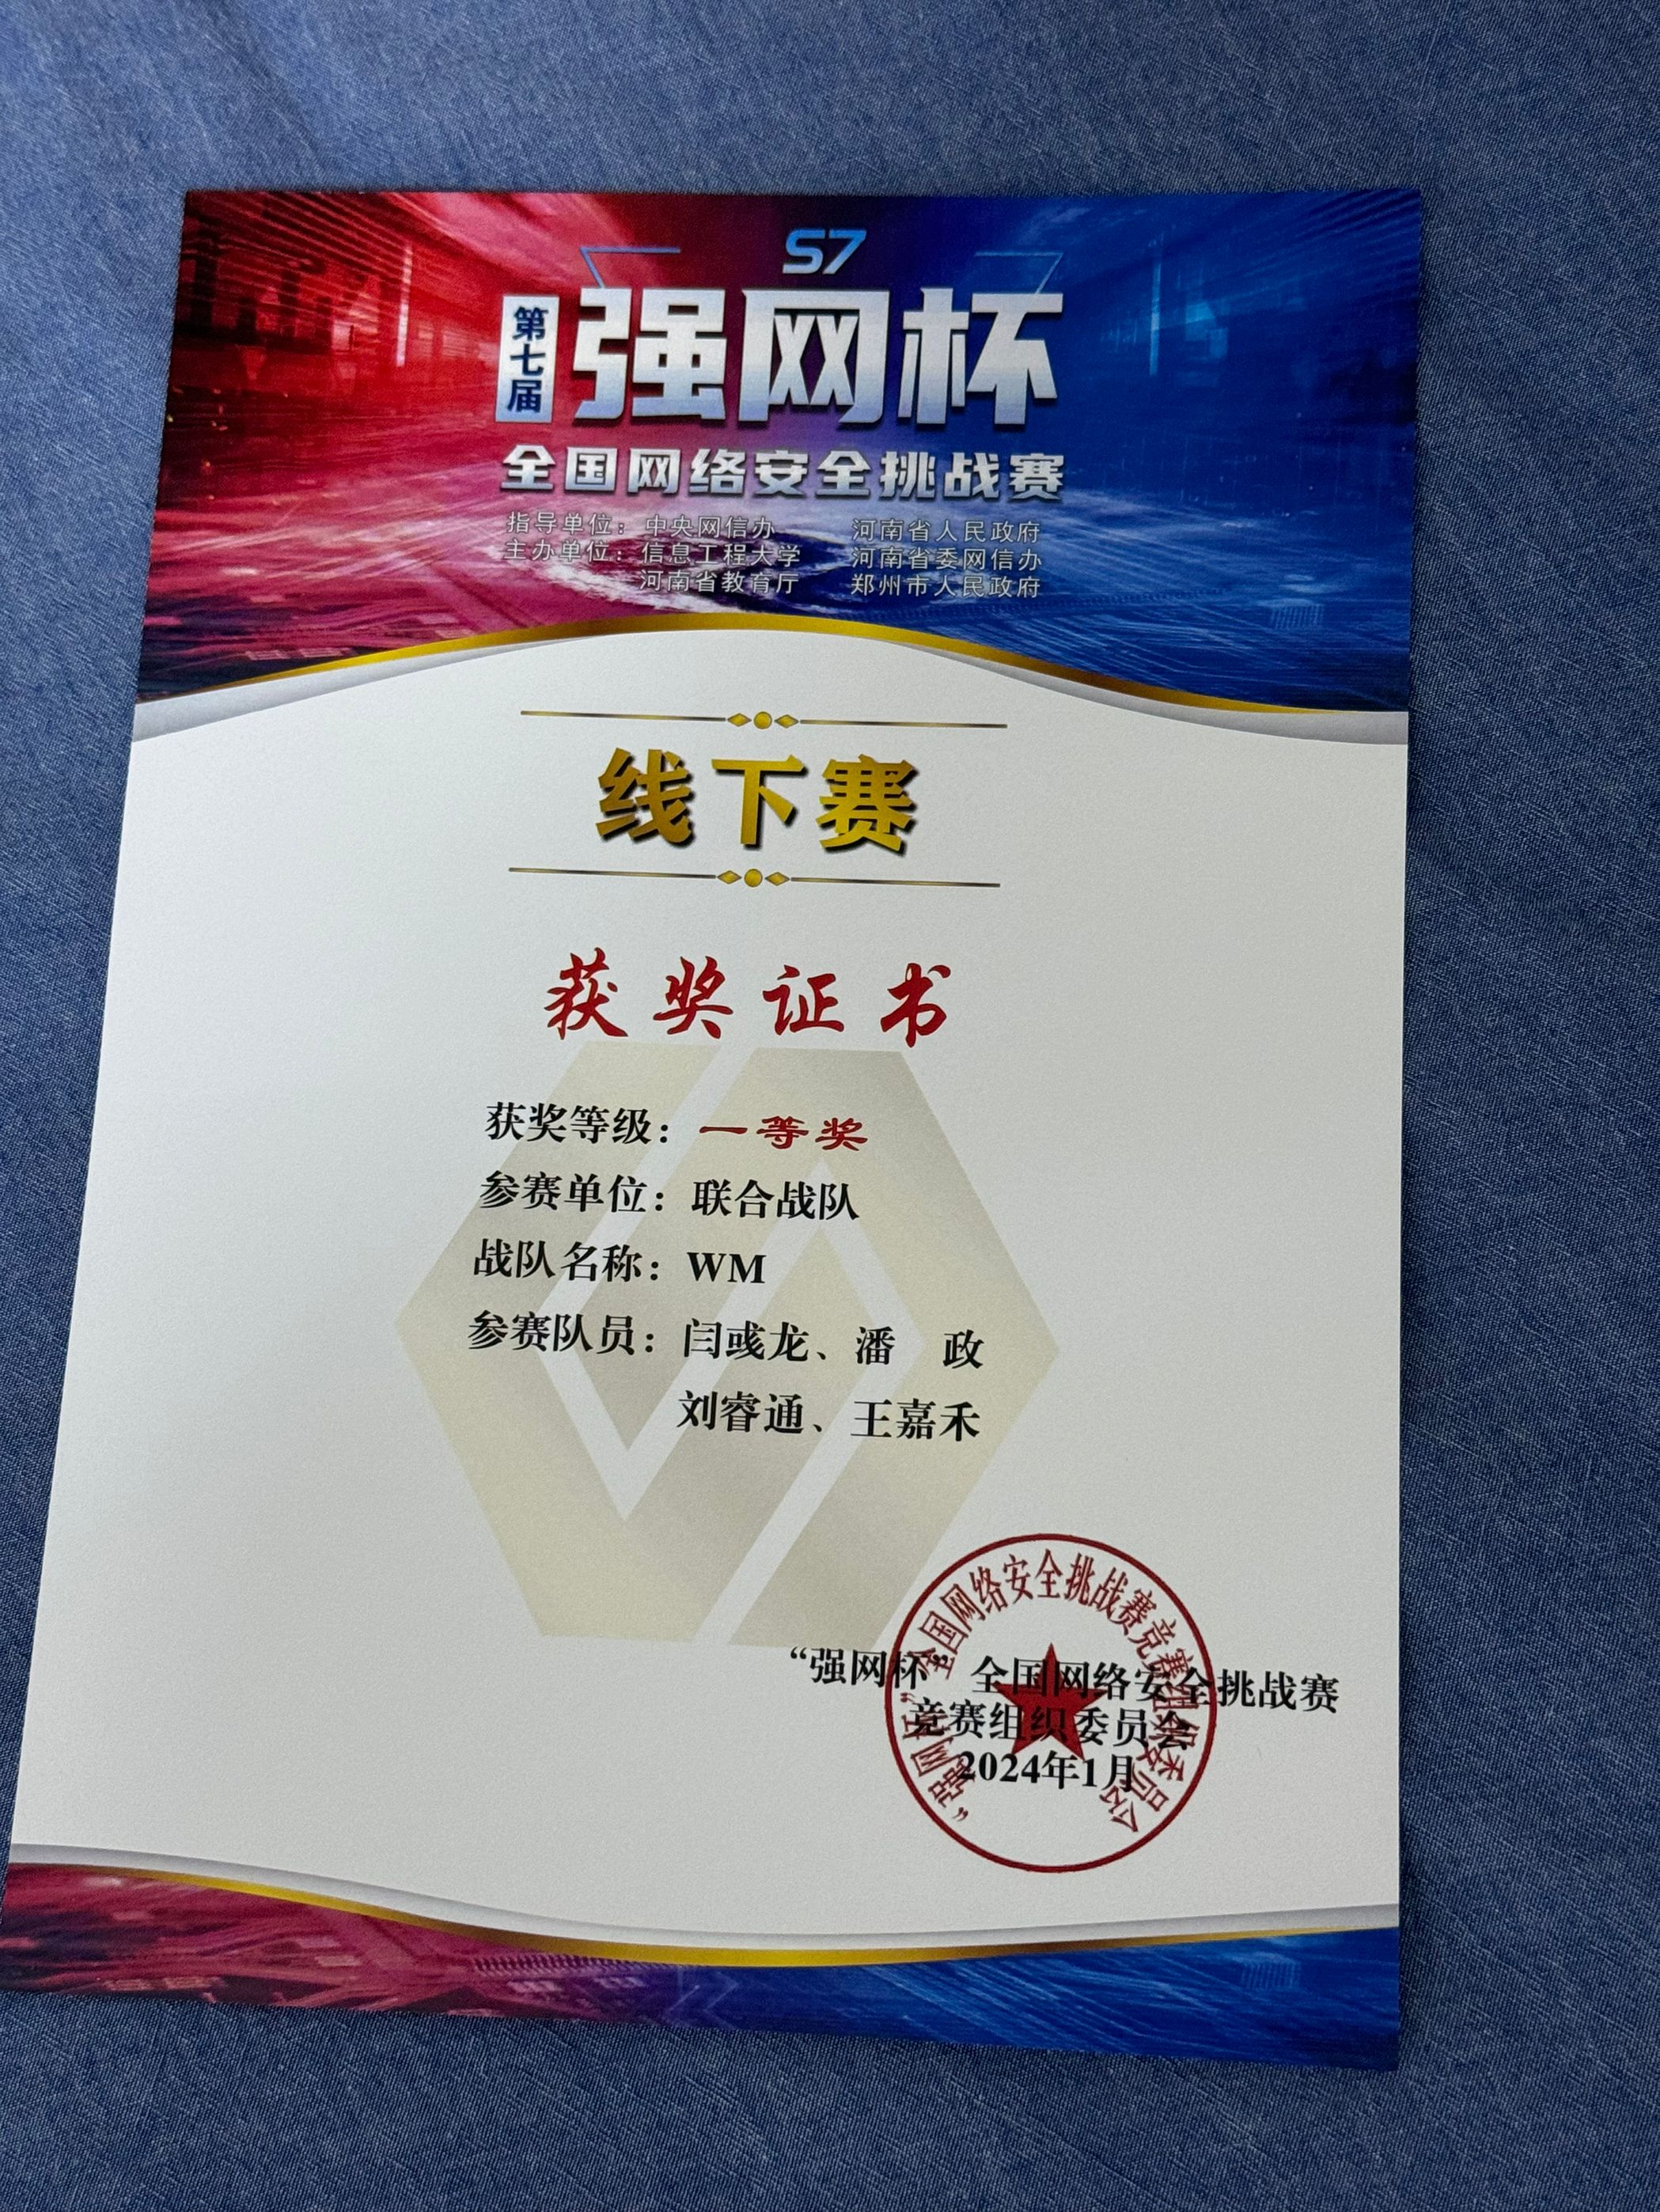 S7
第七届
强网杯
全国网络安全挑战赛
指导单位：中央网信办 河南省人民政府
主办单位：信息工程大学 河南省委网信办
河南省教育厅 郑州市人民政府
线下赛
获奖证书
获奖等级：一等奖
参赛单位：联合战队
战队名称：WM
参赛队员：闫彧龙、潘 政
刘睿通、王嘉禾
“强网杯”全国网络安全挑战赛
竞赛组织委员会
2024年1月
“强网杯”全国网络安全挑战赛竞赛组织委员会